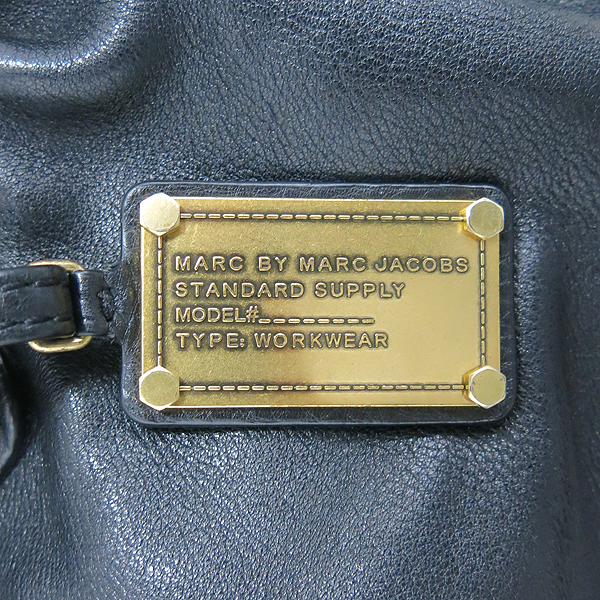 MARC BY MARC JACOBS
STANDARD SUPPLY
MODEL#_ _ _ _ _ _ _ _
TYPE: WORKWEAR